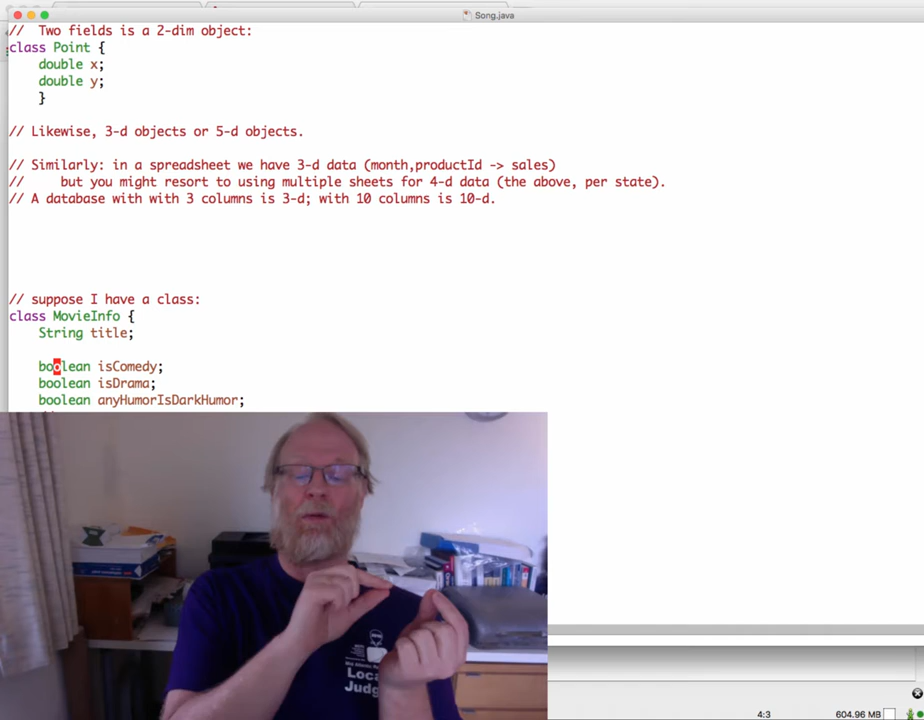 Song.java
// Two fields is a 2-dim object:
class Point {
double x;
double y;
}
// Likewise, 3-d objects or 5-d objects.
// Similarly: in a spreadsheet we have 3-d data (month,productId -> sales)
// but you might resort to using multiple sheets for 4-d data (the above, per state).
// A database with with 3 columns is 3-d; with 10 columns is 10-d.
// suppose I have a class:
class MovieInfo {
String title;
boolean isComedy;
boolean isDrama;
boolean anyHumorIsDarkHumor;
Loca
Judg
4:3
604.96 MB